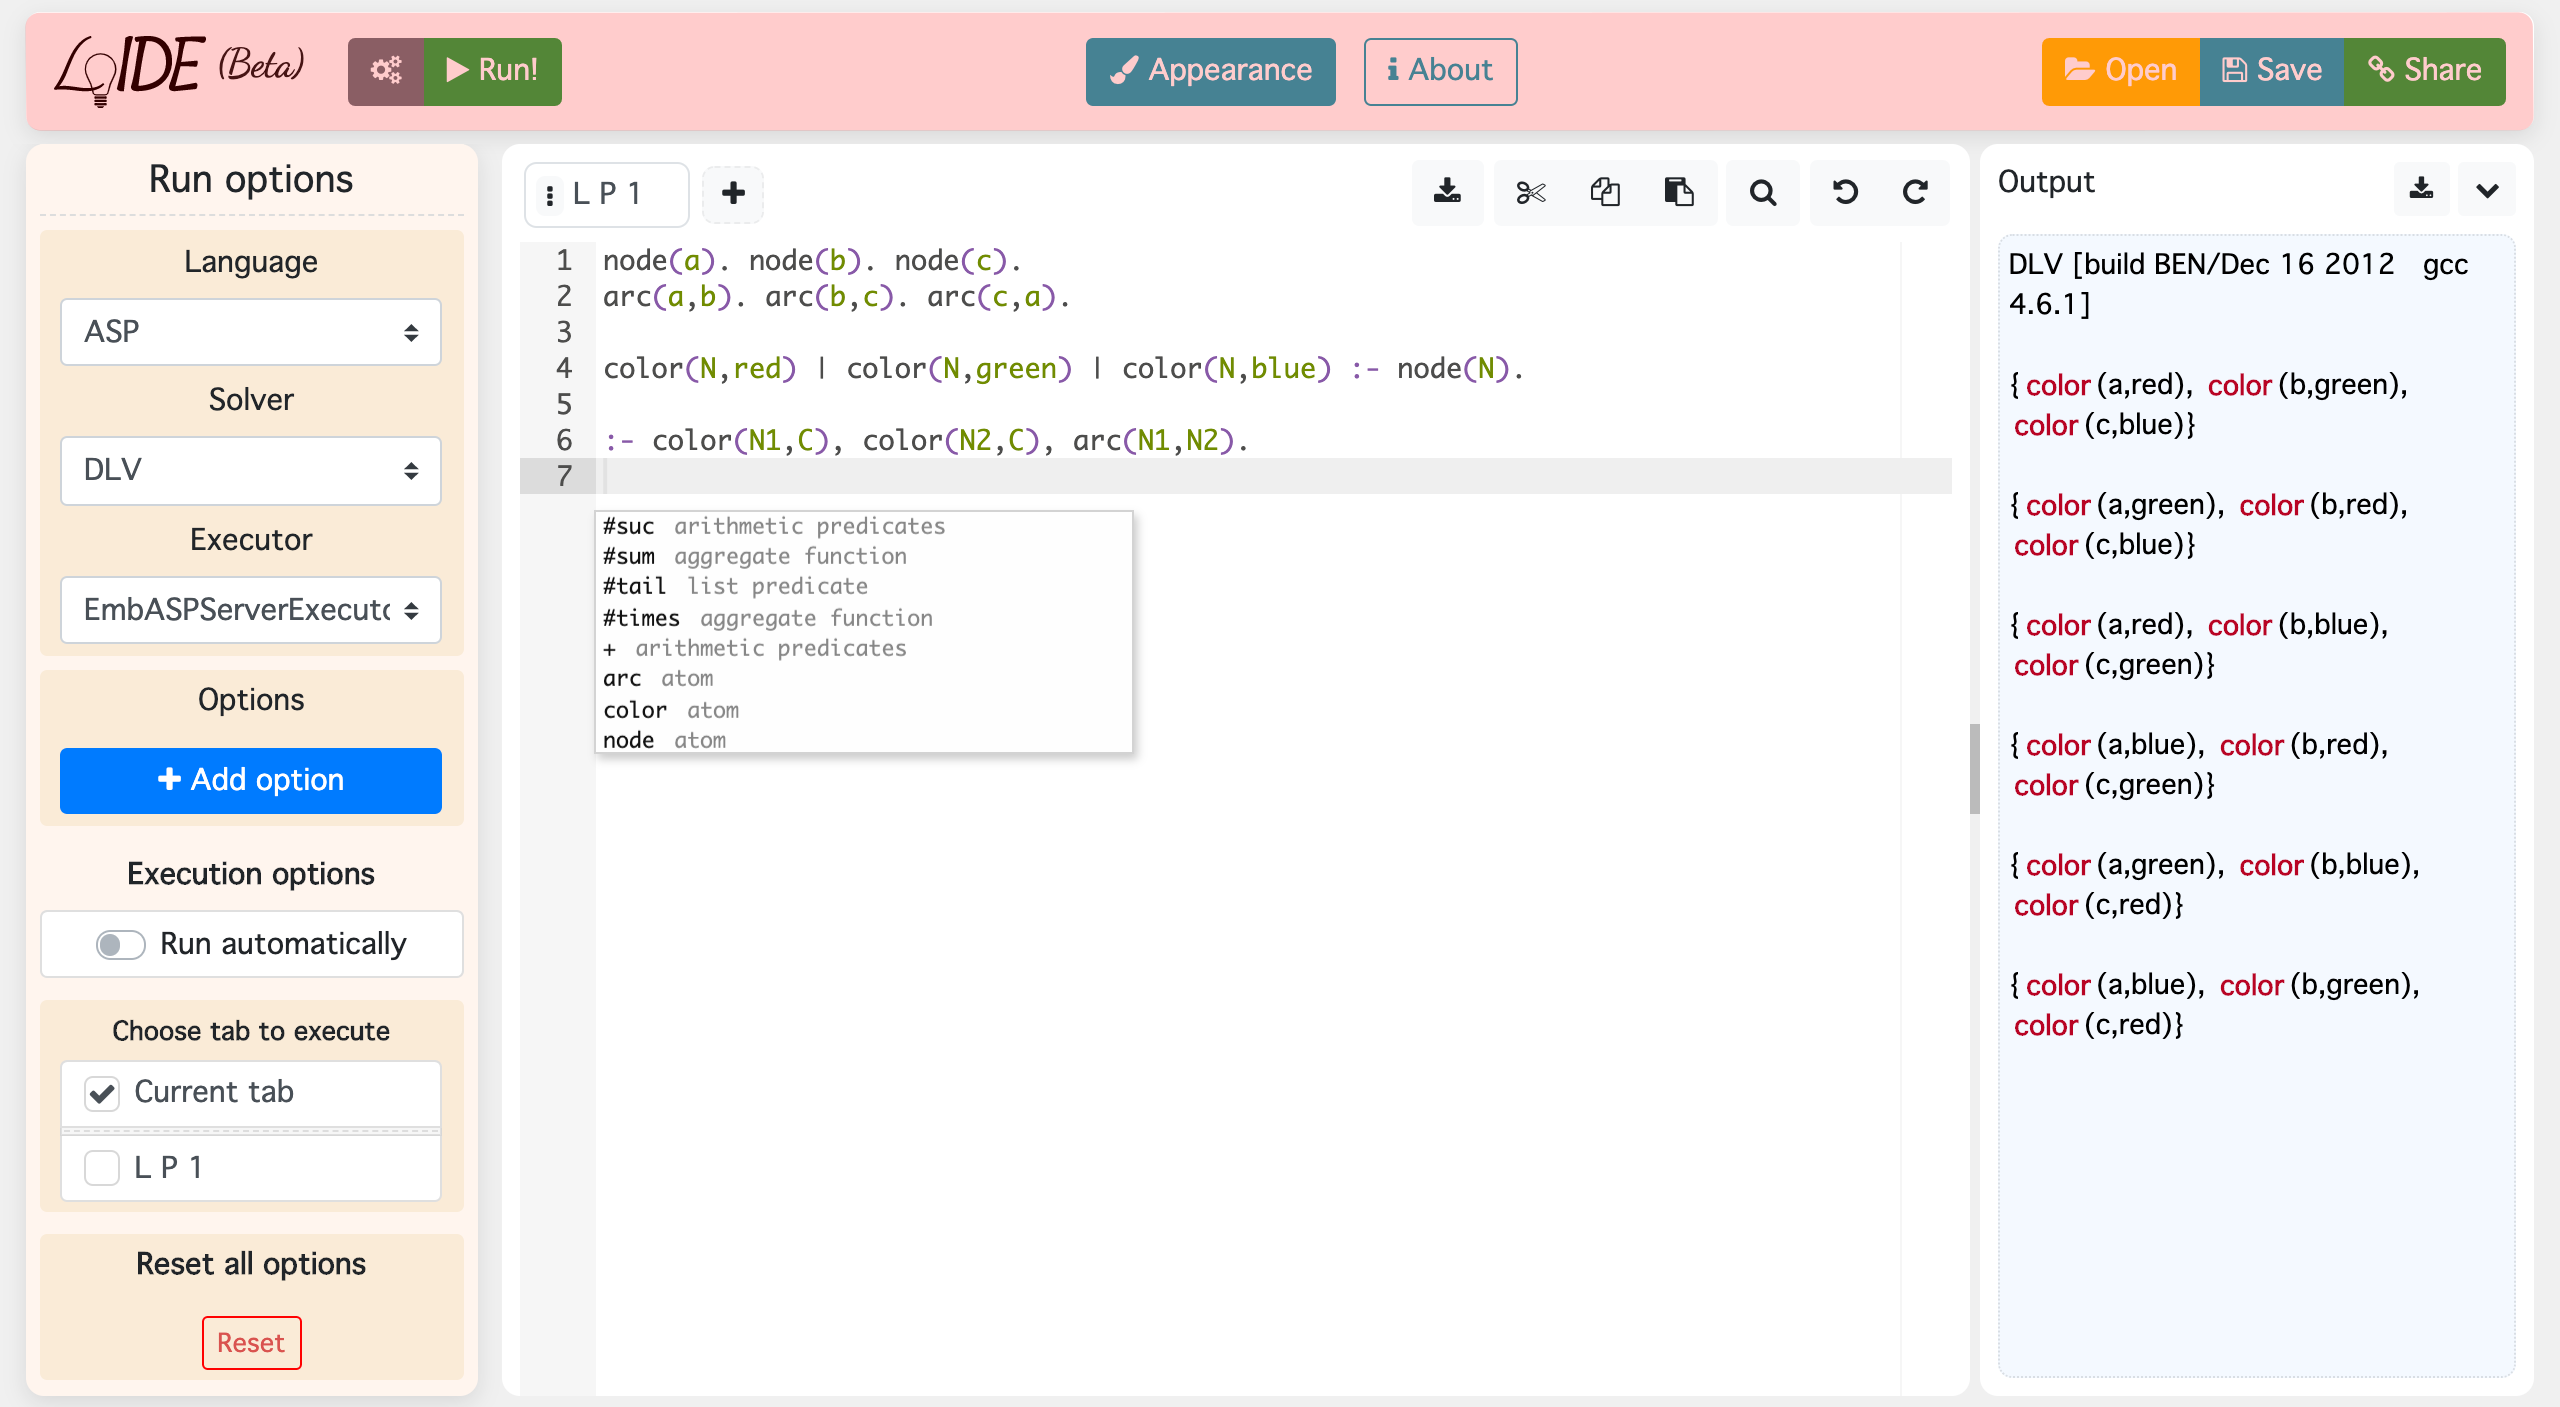 LoIDE (Beta)
Run!
Appearance
About
Open
Save
Share
Run options
Language
ASP
Solver
DLV
Executor
EmbASPServerExecuto
Options
Add option
Execution options
Run automatically
Choose tab to execute
Current tab
L P 1
Reset all options
Reset
L P 1
1 node(a). node(b). node(c).
2 arc(a,b). arc(b,c). arc(c,a).
3
4 color(N,red) | color(N,green) | color(N,blue) :- node(N).
5
6 :- color(N1,C), color(N2,C), arc(N1,N2).
7
#suc arithmetic predicates
#sum aggregate function
#tail list predicate
#times aggregate function
+ arithmetic predicates
arc atom
color atom
node atom
Output
DLV [build BEN/Dec 16 2012 gcc
4.6.1]
{color(a,red), color(b,green),
color(c,blue)}
{color(a,green), color(b,red),
color(c,blue)}
{color(a,red), color(b,blue),
color(c,green)}
{color(a,blue), color(b,red),
color(c,green)}
{color(a,green), color(b,blue),
color(c,red)}
{color(a,blue), color(b,green),
color(c,red)}